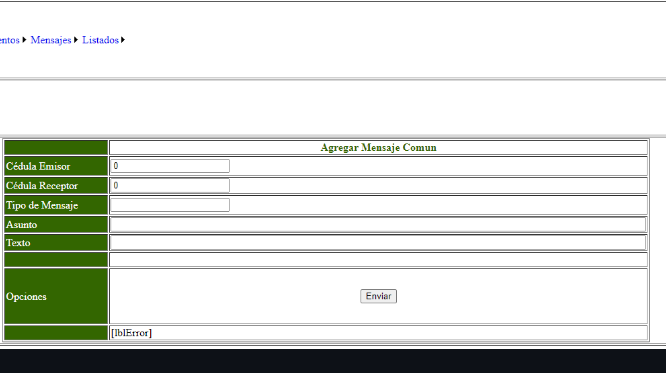 Mensajes Listados
Agregar Mensaje Comun
Cédula Emisor 0
Cédula Receptor 0
Tipo de Mensaje
Asunto
Texto
Opciones Enviar
[lblError]